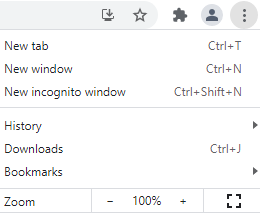 New tab Ctrl+T
New window Ctrl+N
New incognito window Ctrl+Shift+N
History
Downloads Ctrl+J
Bookmarks
Zoom − 100% +